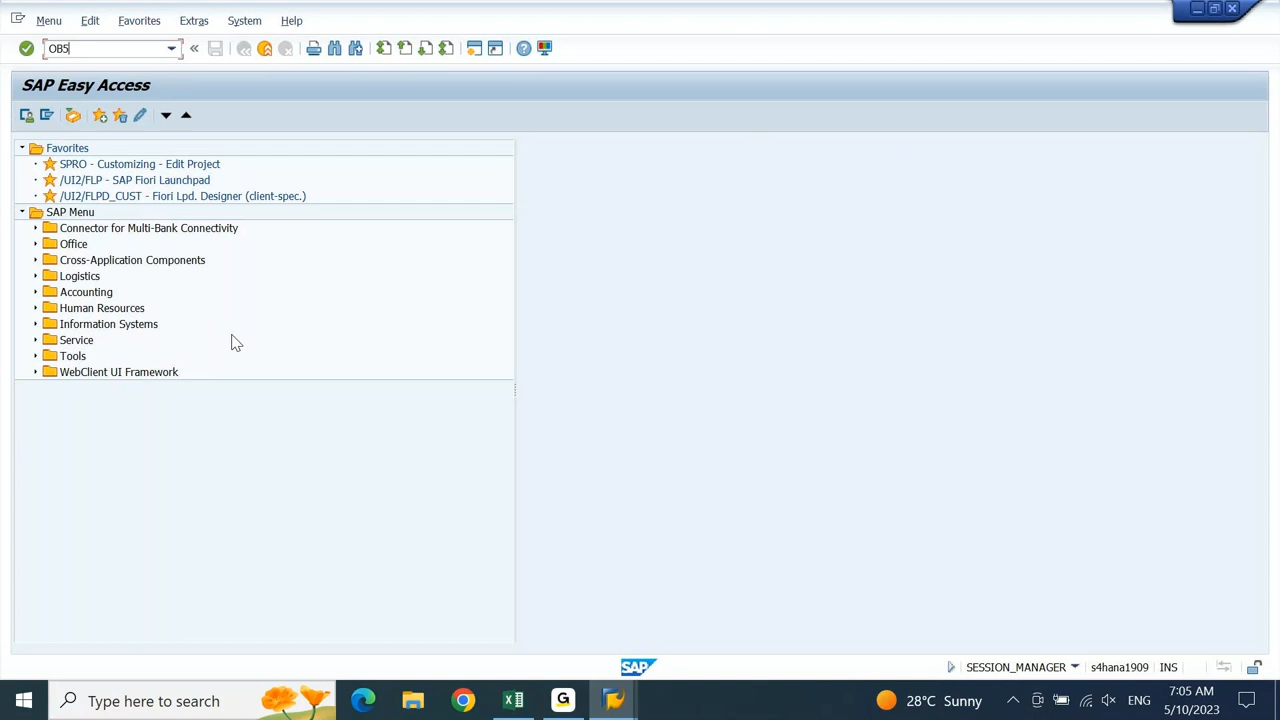 Menu Edit Favorites Extras System Help
OB5
SAP Easy Access
Favorites
SPRO - Customizing - Edit Project
/UI2/FLP - SAP Fiori Launchpad
/UI2/FLPD_CUST - Fiori Lpd. Designer (client-spec.)
SAP Menu
Connector for Multi-Bank Connectivity
Office
Cross-Application Components
Logistics
Accounting
Human Resources
Information Systems
Service
Tools
WebClient UI Framework
SAP SESSION_MANAGER s4hana1909 INS
Type here to search 28°C Sunny ENG 7:05 AM
5/10/2023